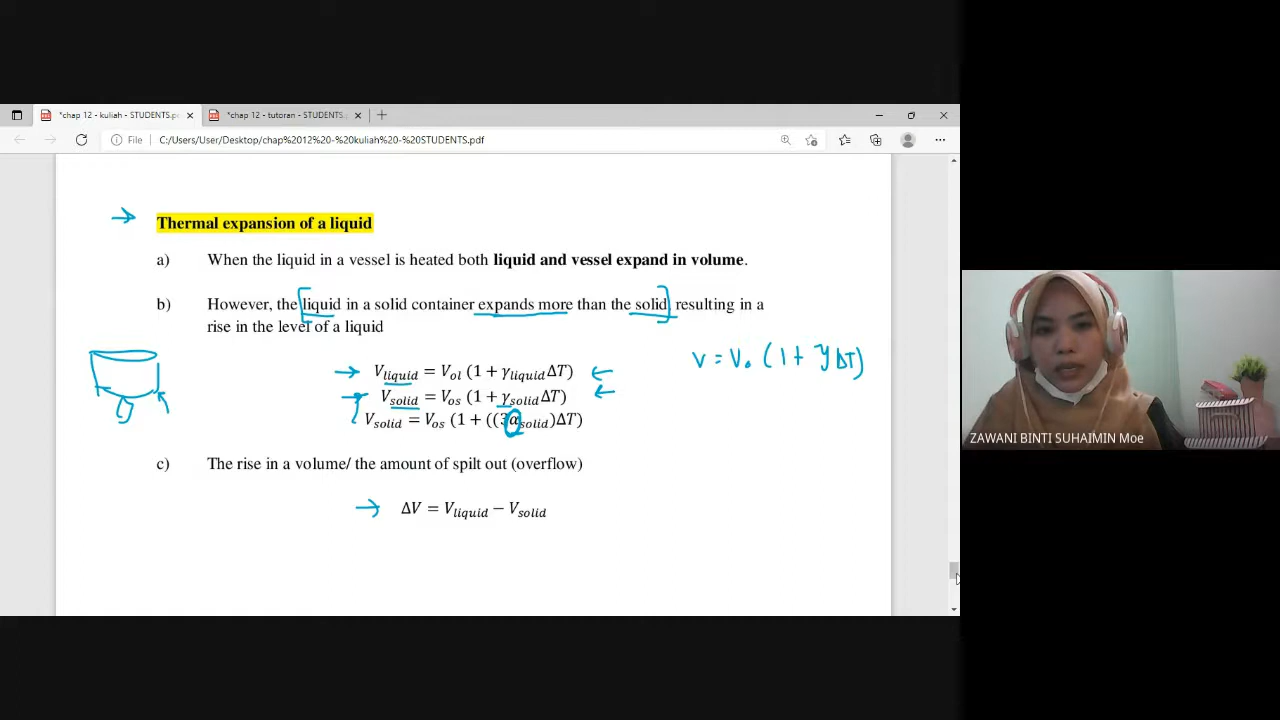 *chap 12 - kuliah - STUDENTS.p
*chap 12 - tutoran - STUDENTS.
File C:/Users/User/Desktop/chap%2012%20-%20kuliah%20-%20STUDENTS.pdf
Thermal expansion of a liquid
a) When the liquid in a vessel is heated both liquid and vessel expand in volume.
b) However, the liquid in a solid container expands more than the solid resulting in a
rise in the level of a liquid
V = V₀ (1 + γΔT)
V_liquid = V_ol (1 + γ_liquid ΔT)
V_solid = V_os (1 + γ_solid ΔT)
V_solid = V_os (1 + ((3α_solid)ΔT)
c) The rise in a volume/ the amount of spilt out (overflow)
ΔV = V_liquid − V_solid
ZAWANI BINTI SUHAIMIN Moe